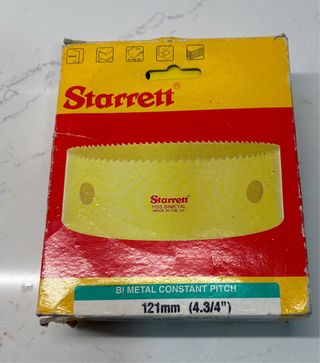 Starrett®
Starrett®
HSS BIMETAL
MADE IN THE UK
BI METAL CONSTANT PITCH
121mm (4.3/4")